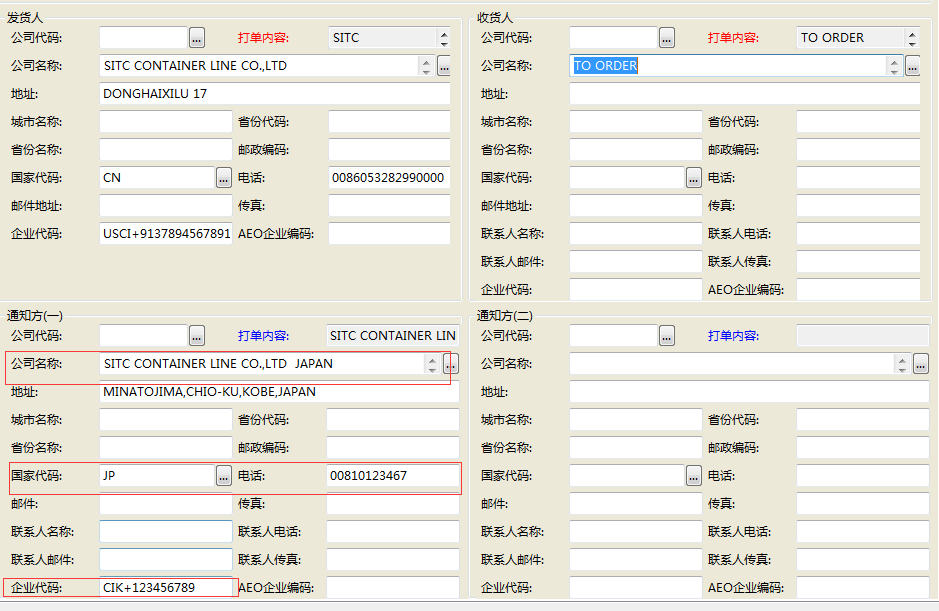 发货人
公司代码: ... 打单内容: SITC
公司名称: SITC CONTAINER LINE CO.,LTD ...
地址: DONGHAIXILU 17
城市名称: 省份代码:
省份名称: 邮政编码:
国家代码: CN ... 电话: 0086053282990000
邮件地址: 传真:
企业代码: USCI+9137894567891 AEO企业编码:
收货人
公司代码: ... 打单内容: TO ORDER
公司名称: TO ORDER ...
地址:
城市名称: 省份代码:
省份名称: 邮政编码:
国家代码: ... 电话:
邮件地址: 传真:
联系人名称: 联系人电话:
联系人邮件: 联系人传真:
企业代码: AEO企业编码:
通知方(一)
公司代码: ... 打单内容: SITC CONTAINER LIN
公司名称: SITC CONTAINER LINE CO.,LTD  JAPAN ...
地址: MINATOJIMA,CHIO-KU,KOBE,JAPAN
城市名称: 省份代码:
省份名称: 邮政编码:
国家代码: JP ... 电话: 00810123467
邮件: 传真:
联系人名称: 联系人电话:
联系人邮件: 联系人传真:
企业代码: CIK+123456789 AEO企业编码:
通知方(二)
公司代码: ... 打单内容:
公司名称: ...
地址:
城市名称: 省份代码:
省份名称: 邮政编码:
国家代码: ... 电话:
邮件: 传真:
联系人名称: 联系人电话:
联系人邮件: 联系人传真:
企业代码: AEO企业编码: